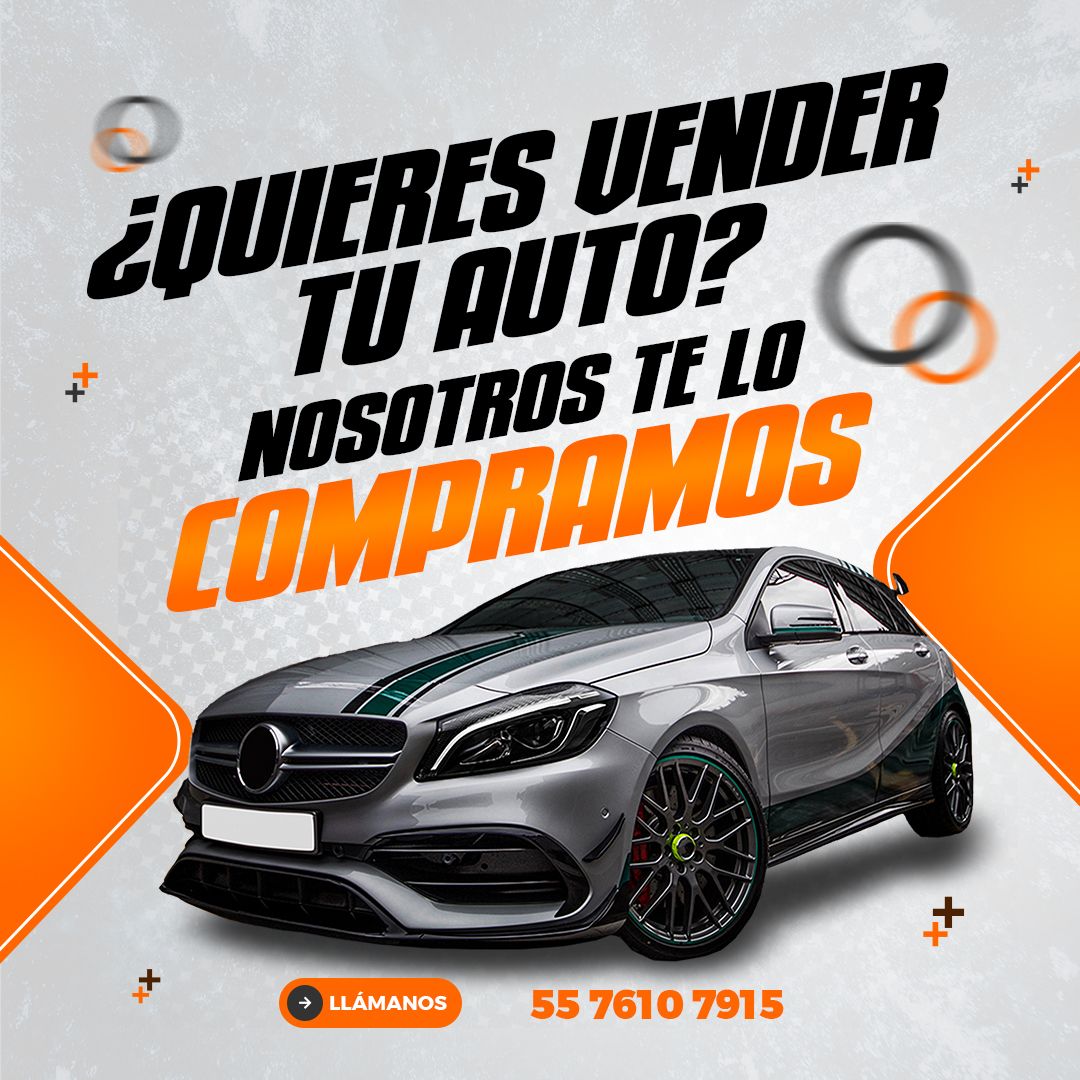 ¿QUIERES VENDER
TU AUTO?
NOSOTROS TE LO
COMPRAMOS
LLÁMANOS
55 7610 7915